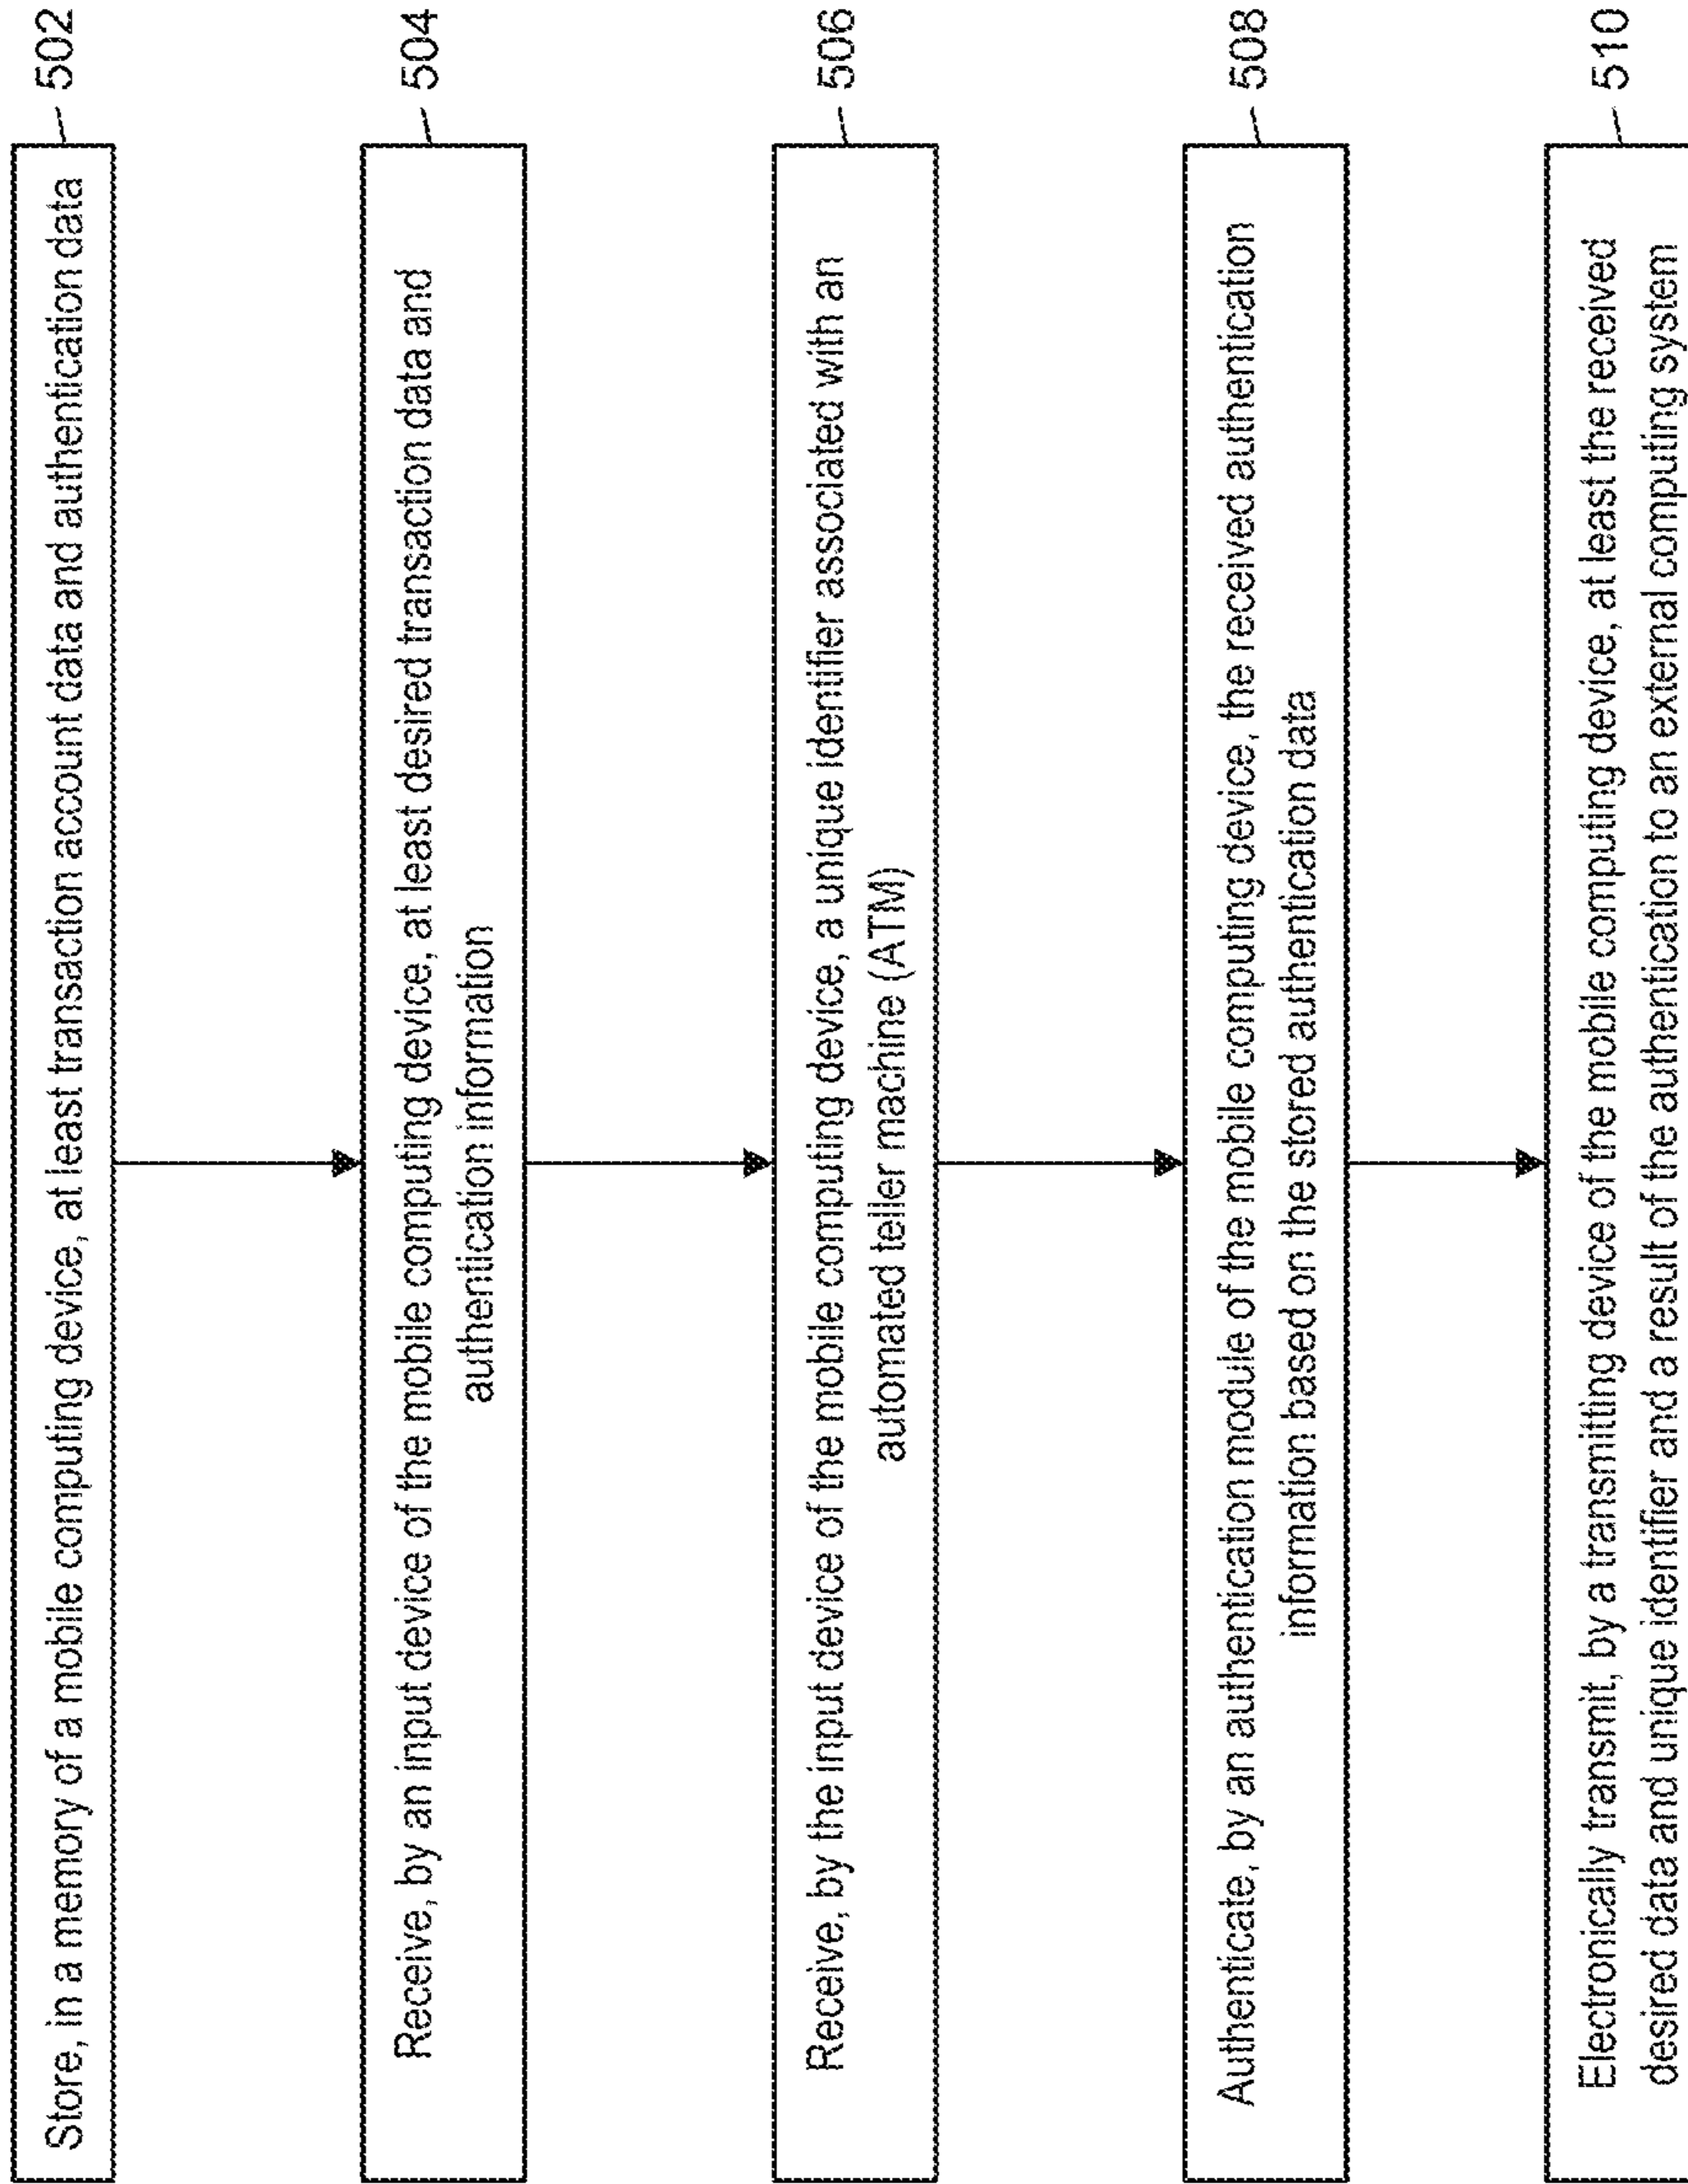 Store, in a memory of a mobile computing device, at least transaction account data and authentication data
502
Receive, by an input device of the mobile computing device, at least desired transaction data and
authentication information
504
Receive, by the input device of the mobile computing device, a unique identifier associated with an
automated teller machine (ATM)
506
Authenticate, by an authentication module of the mobile computing device, the received authentication
information based on the stored authentication data
508
Electronically transmit, by a transmitting device of the mobile computing device, at least the received
desired data and unique identifier and a result of the authentication to an external computing system
510